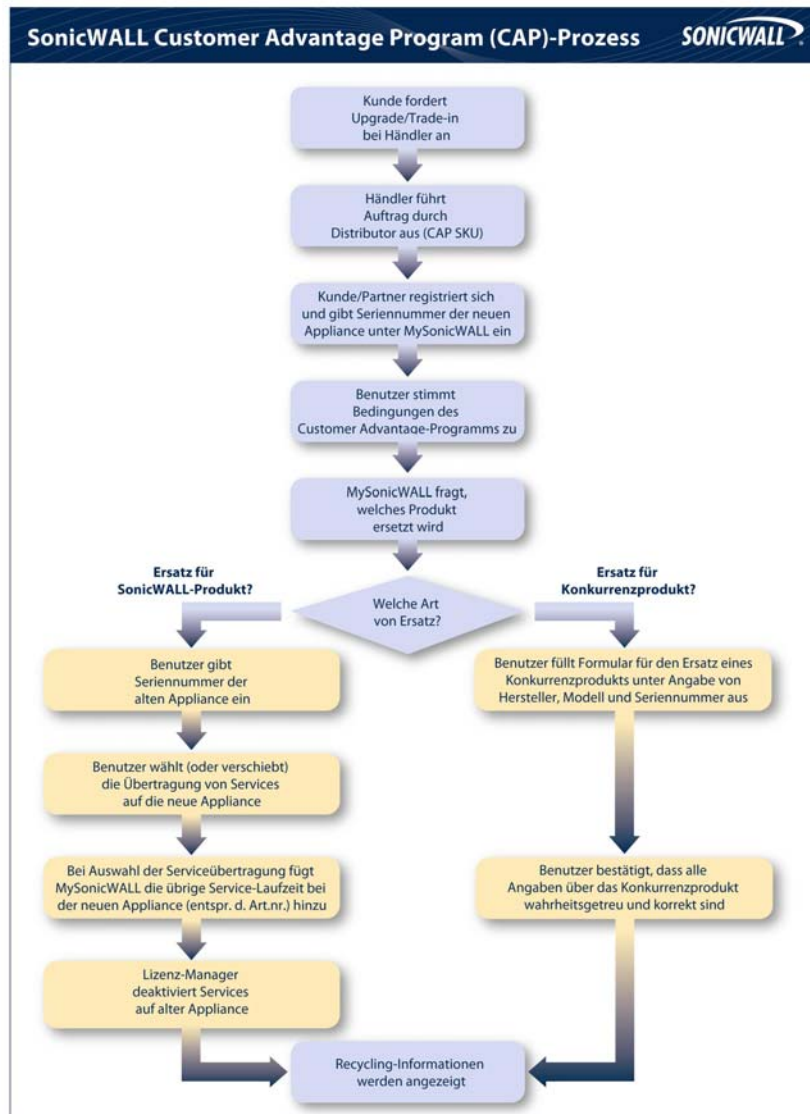 SonicWALL Customer Advantage Program (CAP)-Prozess
SONICWALL
Kunde fordert
Upgrade/Trade-in
bei Händler an
Händler führt
Auftrag durch
Distributor aus (CAP SKU)
Kunde/Partner registriert sich
und gibt Seriennummer der neuen
Appliance unter MySonicWALL ein
Benutzer stimmt
Bedingungen des
Customer Advantage-Programms zu
MySonicWALL fragt,
welches Produkt
ersetzt wird
Welche Art
von Ersatz?
Ersatz für
SonicWALL-Produkt?
Benutzer gibt
Seriennummer der
alten Appliance ein
Benutzer wählt (oder verschiebt)
die Übertragung von Services
auf die neue Appliance
Bei Auswahl der Serviceübertragung fügt
MySonicWALL die übrige Service-Laufzeit bei
der neuen Appliance (entspr. d. Art.nr.) hinzu
Lizenz-Manager
deaktiviert Services
auf alter Appliance
Ersatz für
Konkurrenzprodukt?
Benutzer füllt Formular für den Ersatz eines
Konkurrenzprodukts unter Angabe von
Hersteller, Modell und Seriennummer aus
Benutzer bestätigt, dass alle
Angaben über das Konkurrenzprodukt
wahrheitsgetreu und korrekt sind
Recycling-Informationen
werden angezeigt